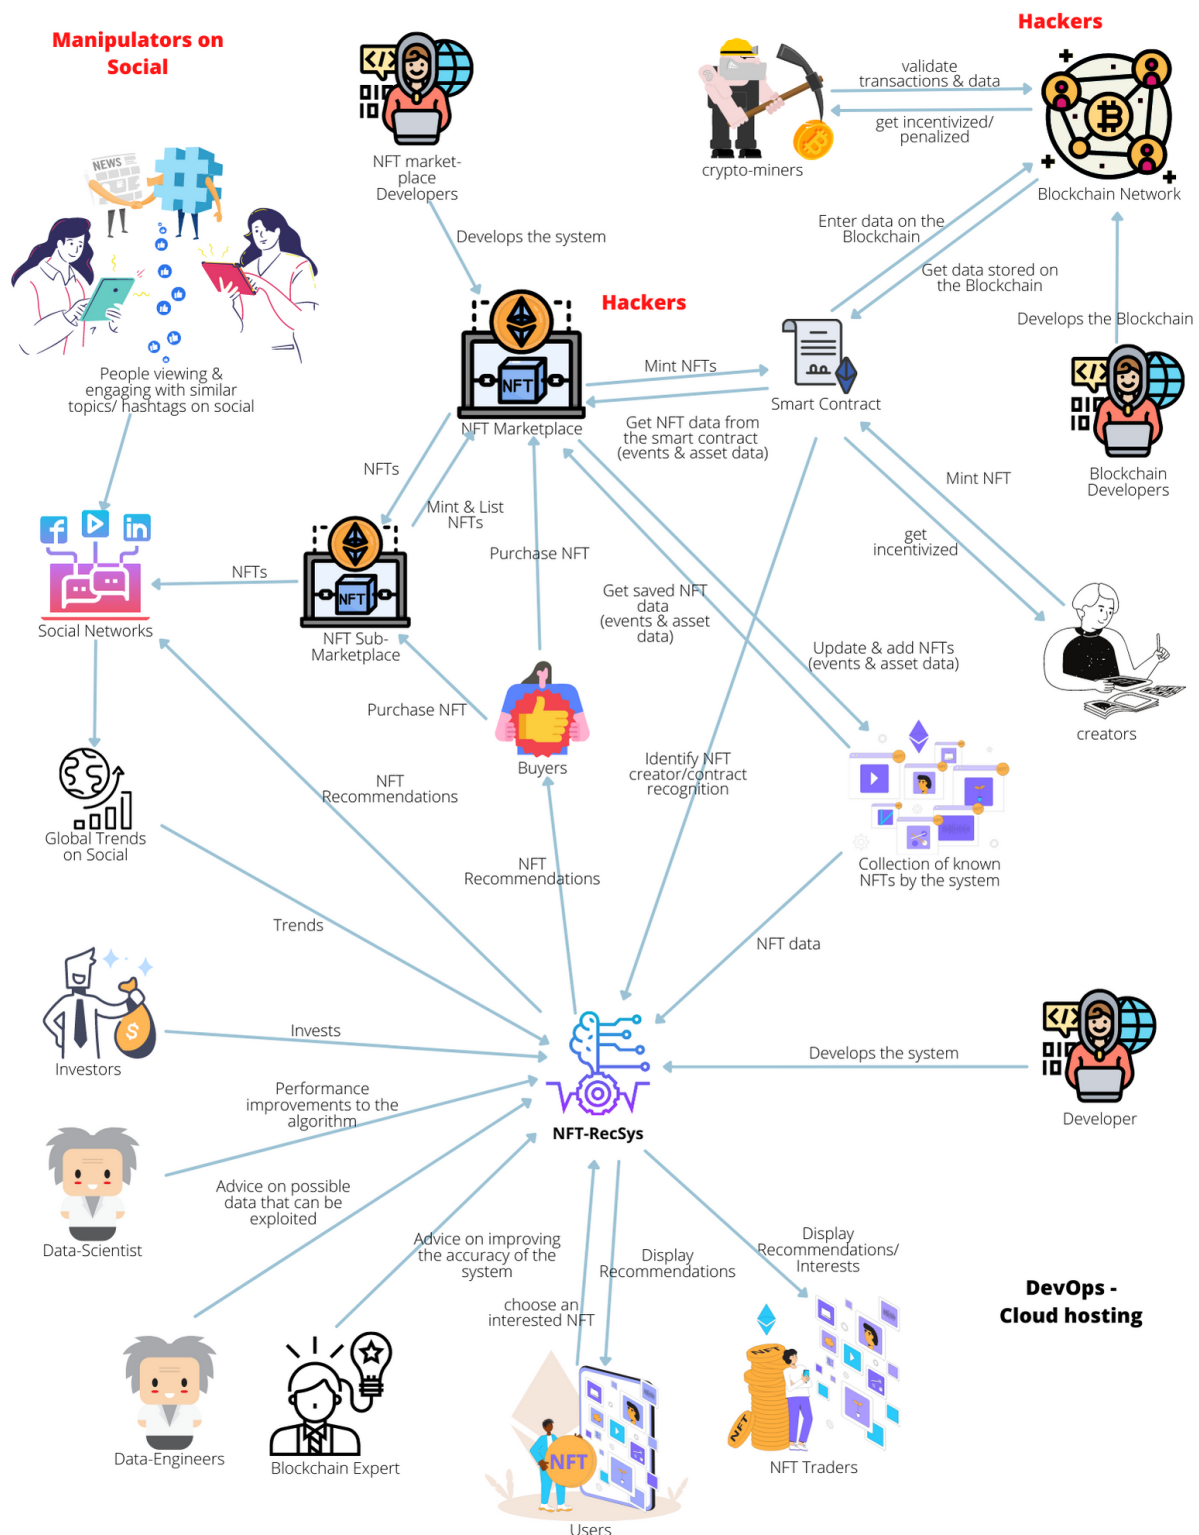 Manipulators on
Social
Hackers
NEWS
NFT market-
place
Developers
Develops the system
crypto-miners
validate
transactions & data
get incentivized/
penalized
Blockchain Network
Enter data on the
Blockchain
Get data stored on
the Blockchain
Develops the Blockchain
Blockchain
Developers
Hackers
NFT
NFT Marketplace
Mint NFTs
Get NFT data from
the smart contract
(events & asset data)
Smart Contract
People viewing &
engaging with similar
topics/ hashtags on social
NFTs
Mint & List
NFTs
Purchase NFT
Mint NFT
get
incentivized
creators
f
in
Social Networks
NFTs
NFT
NFT Sub-
Marketplace
Get saved NFT
data
(events & asset
data)
Update & add NFTs
(events & asset data)
Purchase NFT
Buyers
Global Trends
on Social
NFT
Recommendations
Identify NFT
creator/contract
recognition
Collection of known
NFTs by the system
NFT
Recommendations
Trends
NFT data
$
Investors
Invests
NFT-RecSys
Develops the system
Developer
Performance
improvements to the
algorithm
Data-Scientist
Advice on possible
data that can be
exploited
Advice on improving
the accuracy of the
system
Display
Recommendations
choose an
interested NFT
Display
Recommendations/
Interests
DevOps -
Cloud hosting
Data-Engineers
Blockchain Expert
NFT
Users
NFT
NFT
NFT Traders